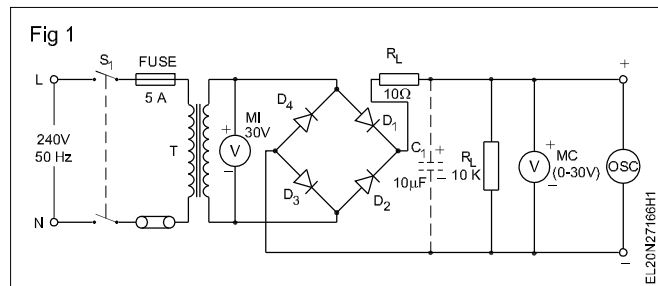 Fig 1
L
S1
FUSE
5 A
240V
50 Hz
N
T
MI
30V
+
V
–
D4
D1
D3
D2
RL
10Ω
C1
+
–
10µF
RL
10 K
+
V
–
MC
(0-30V)
+
OSC
–
EL20N27166H1